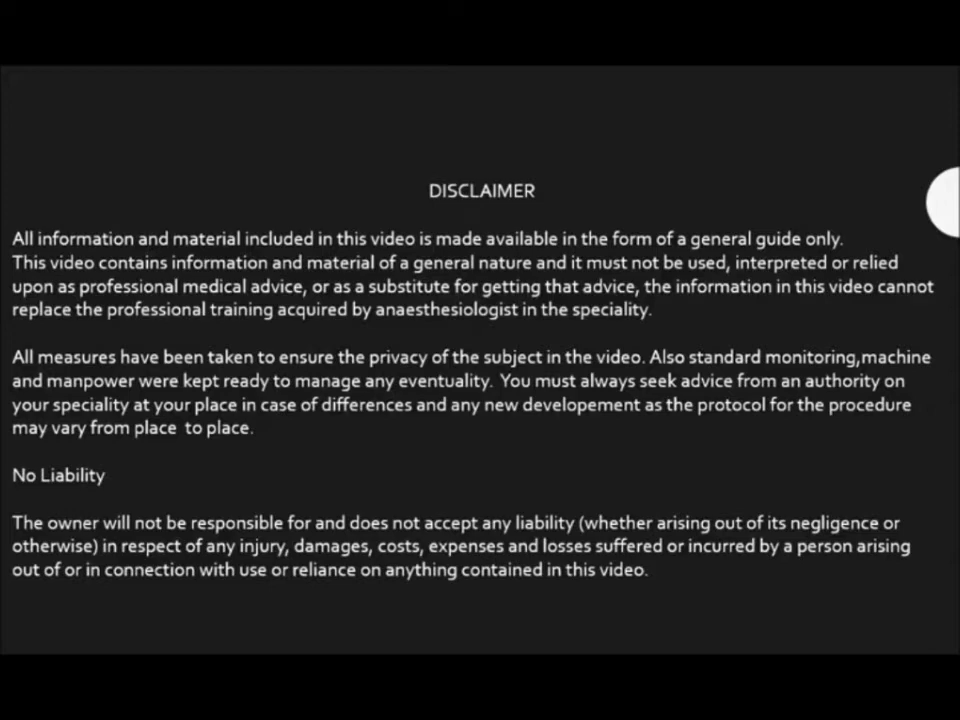 DISCLAIMER
All information and material included in this video is made available in the form of a general guide only.
This video contains information and material of a general nature and it must not be used, interpreted or relied
upon as professional medical advice, or as a substitute for getting that advice, the information in this video cannot
replace the professional training acquired by anaesthesiologist in the speciality.
All measures have been taken to ensure the privacy of the subject in the video. Also standard monitoring,machine
and manpower were kept ready to manage any eventuality. You must always seek advice from an authority on
your speciality at your place in case of differences and any new developement as the protocol for the procedure
may vary from place to place.
No Liability
The owner will not be responsible for and does not accept any liability (whether arising out of its negligence or
otherwise) in respect of any injury, damages, costs, expenses and losses suffered or incurred by a person arising
out of or in connection with use or reliance on anything contained in this video.